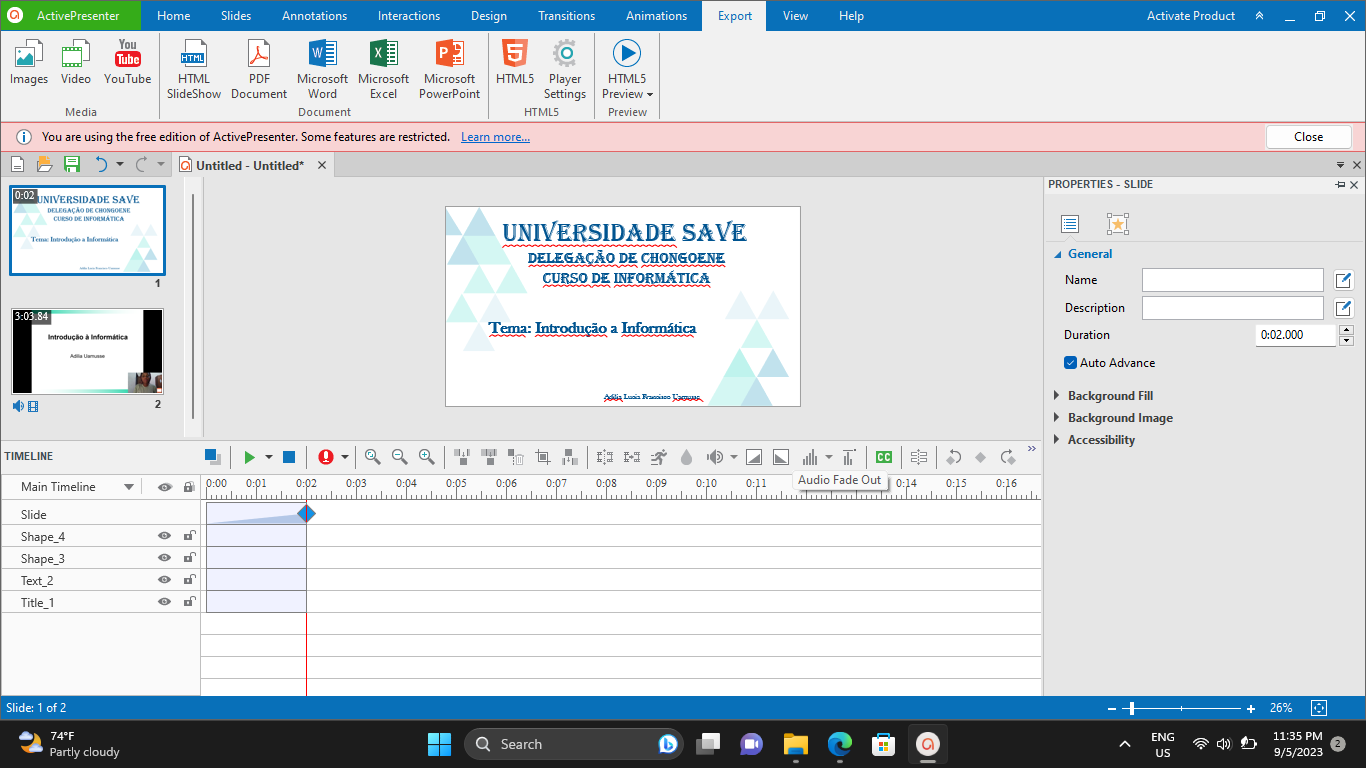 ActivePresenter
Home
Slides
Annotations
Interactions
Design
Transitions
Animations
Export
View
Help
Activate Product
Images
Video
You
Tube
YouTube
HTML
HTML
SlideShow
PDF
Document
Microsoft
Word
Microsoft
Excel
Microsoft
PowerPoint
HTML5
Player
Settings
HTML5
Preview
Media
Document
HTML5
Preview
You are using the free edition of ActivePresenter. Some features are restricted. Learn more...
Close
Untitled - Untitled*
0:02
UNIVERSIDADE SAVE
DELEGAÇÃO DE CHONGOENE
CURSO DE INFORMÁTICA
Tema: Introdução a Informática
1
3:03.84
Introdução à Informática
Adília Uamusse
2
UNIVERSIDADE SAVE
DELEGAÇÃO DE CHONGOENE
CURSO DE INFORMÁTICA
Tema: Introdução a Informática
Adília Lucia Francisco Uamusse
PROPERTIES - SLIDE
General
Name
Description
Duration
0:02.000
Auto Advance
Background Fill
Background Image
Accessibility
TIMELINE
CC
Audio Fade Out
Main Timeline
0:00 0:01 0:02 0:03 0:04 0:05 0:06 0:07 0:08 0:09 0:10 0:11 0:14 0:15 0:16
Slide
Shape_4
Shape_3
Text_2
Title_1
Slide: 1 of 2
26%
74°F
Partly cloudy
Search
ENG
US
11:35 PM
9/5/2023
2